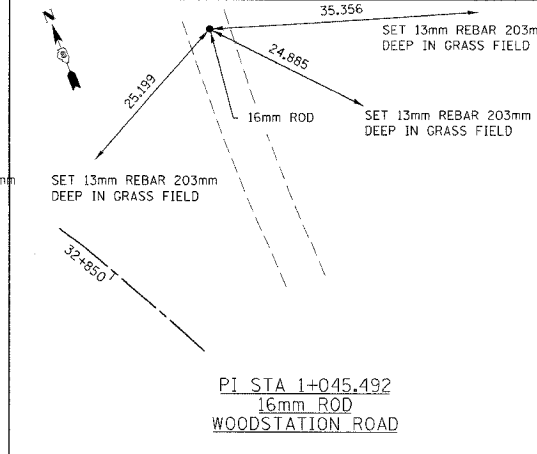 N
35.356
SET 13mm REBAR 203m
DEEP IN GRASS FIELD
24.885
25.199
16mm ROD
SET 13mm REBAR 203mm
DEEP IN GRASS FIELD
mm
SET 13mm REBAR 203mm
DEEP IN GRASS FIELD
32+850
PI STA 1+045.492
16mm ROD
WOODSTATION ROAD